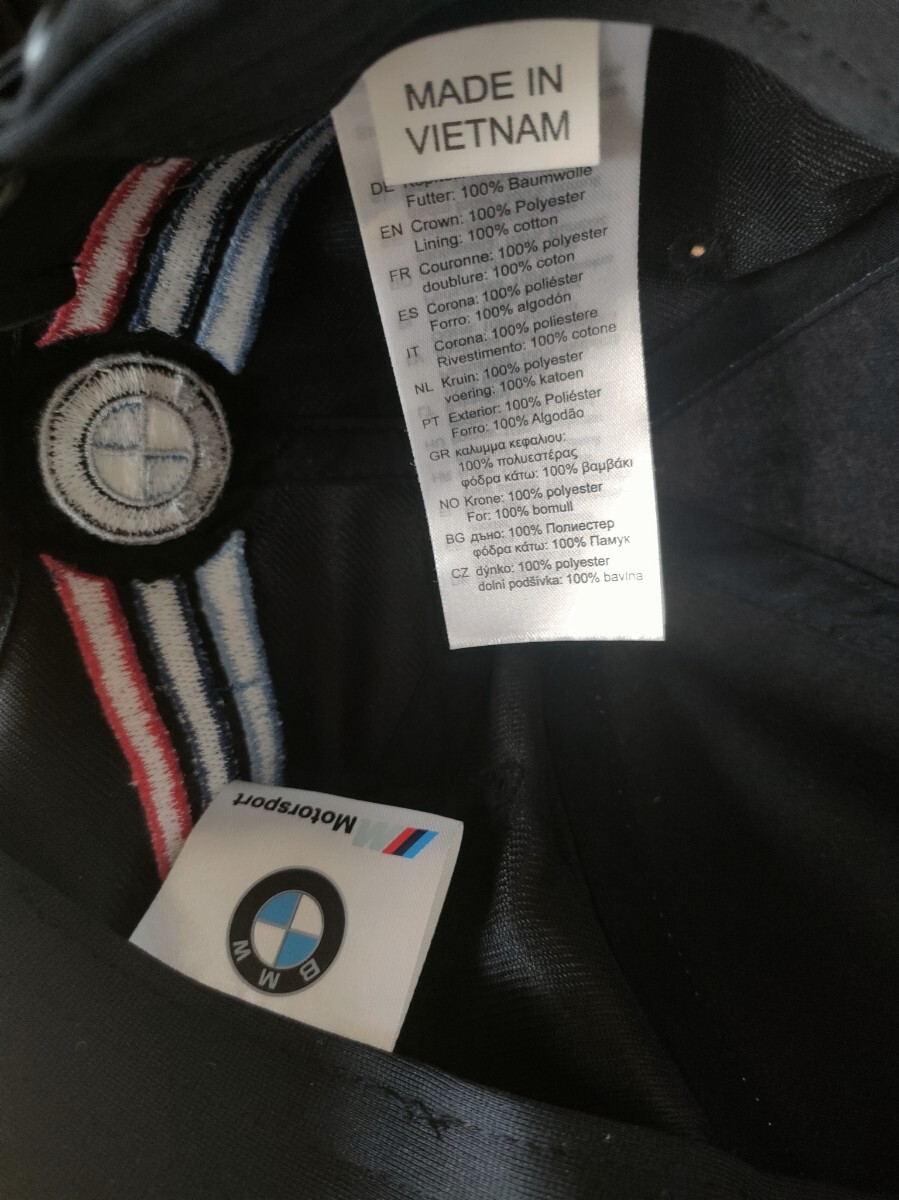 MADE IN
VIETNAM
DE
Futter: 100% Baumwolle
EN Crown: 100% Polyester
Lining: 100% cotton
FR Couronne: 100% polyester
doublure: 100% coton
ES Corona: 100% poliéster
Forro: 100% algodón
IT Corona: 100% poliestere
Rivestimento: 100% cotone
NL Kruin: 100% polyester
voering: 100% katoen
PT Exterior: 100% Poliéster
Forro: 100% Algodão
GR καλυμμα κεφαλιου:
100% πολυεστέρας
φόδρα κάτω: 100% βαμβάκι
NO Krone: 100% polyester
For: 100% bomull
BG дъно: 100% Полиестер
φόδρα κάτω: 100% Памук
CZ dýnko: 100% polyester
dolni podšívka: 100% bavlna
M Motorsport
BMW